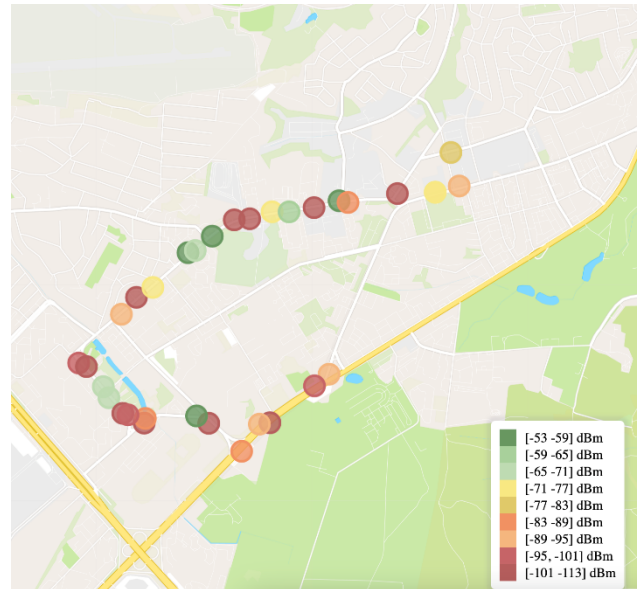 [-53 -59] dBm
[-59 -65] dBm
[-65 -71] dBm
[-71 -77] dBm
[-77 -83] dBm
[-83 -89] dBm
[-89 -95] dBm
[-95, -101] dBm
[-101 -113] dBm